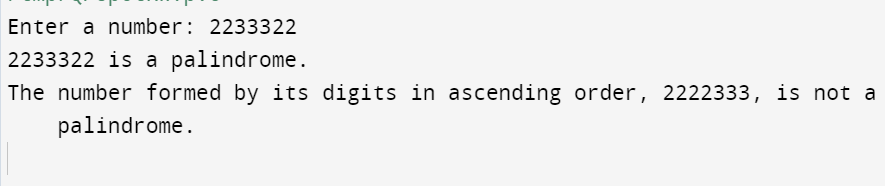 Enter a number: 2233322
2233322 is a palindrome.
The number formed by its digits in ascending order, 2222333, is not a
palindrome.